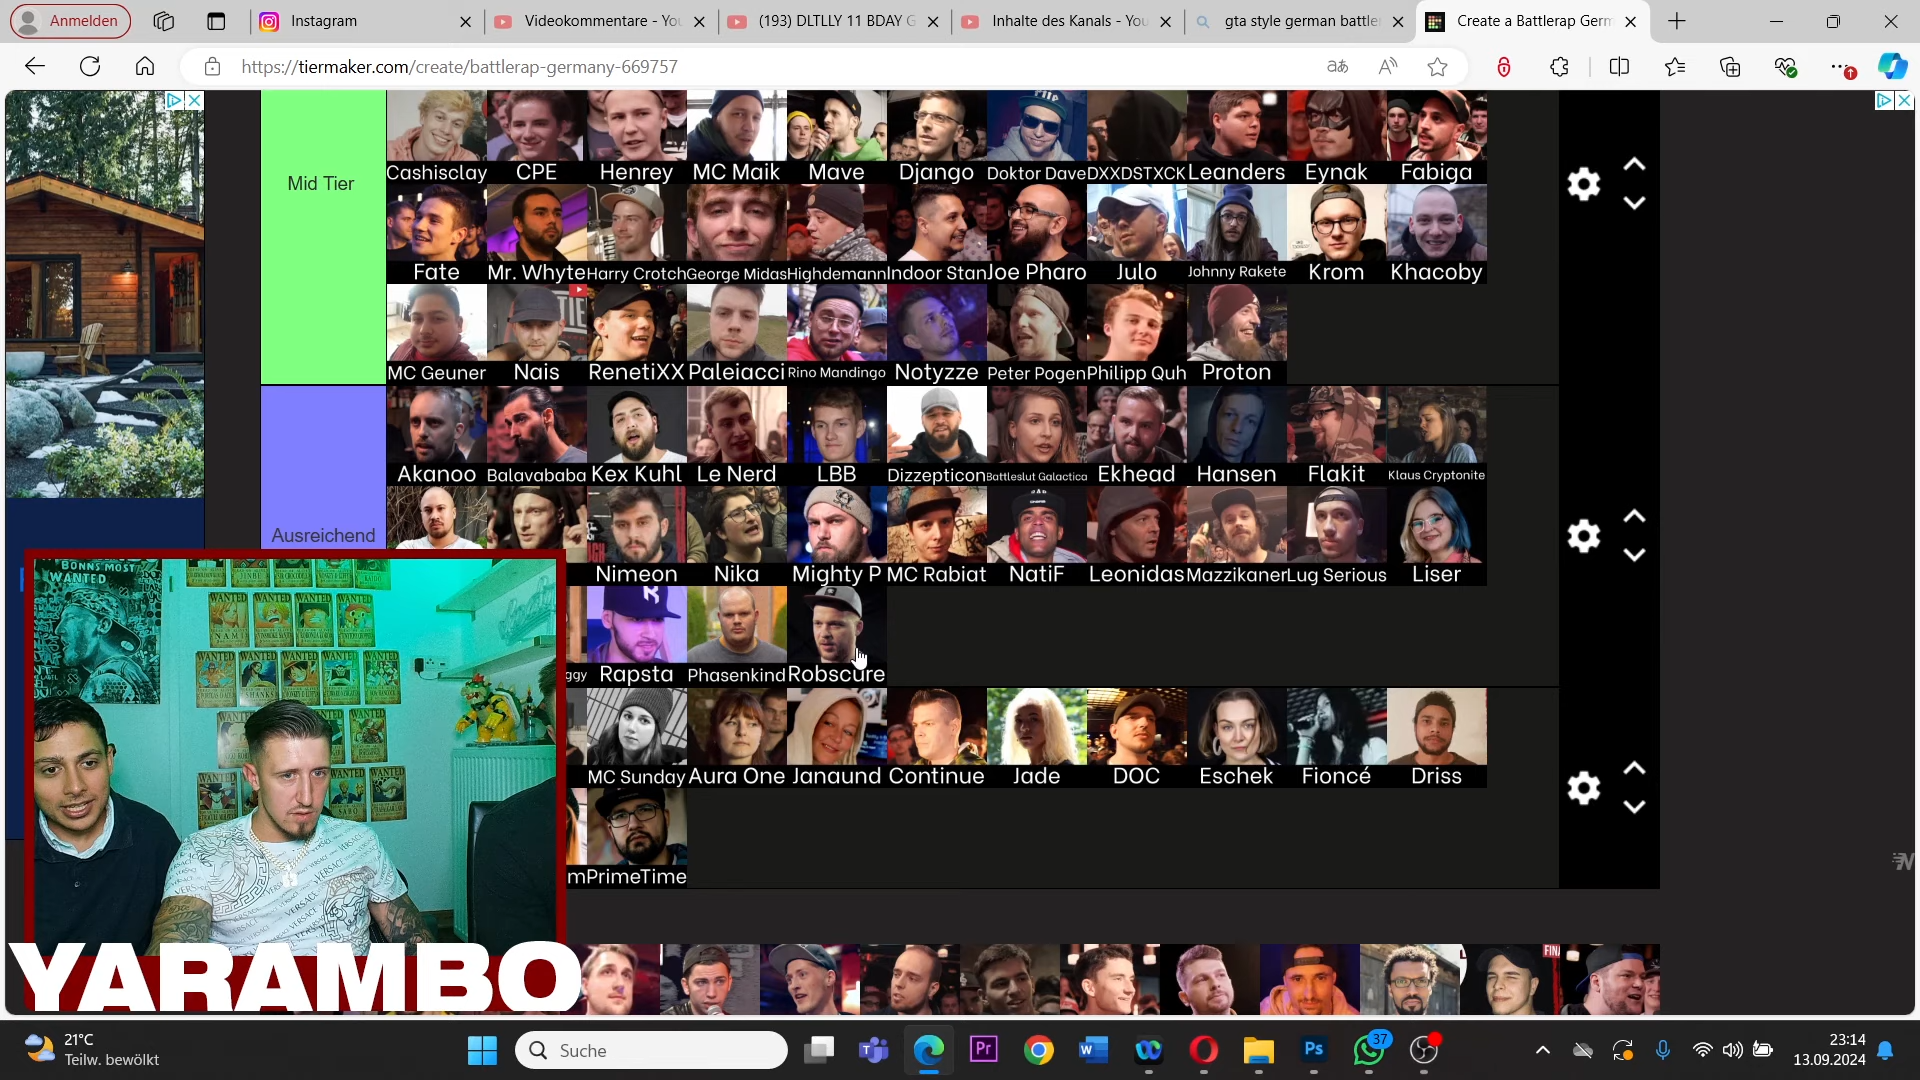 Anmelden
Instagram
Videokommentare - You
(193) DLTLLY 11 BDAY G
Inhalte des Kanals - You
gta style german battle
Create a Battlerap Germ
https://tiermaker.com/create/battlerap-germany-669757
Mid Tier
Cashisclay CPE Henrey MC Maik Mave Django Doktor Dave DXXDSTXCK Leanders Eynak Fabiga
Fate Mr. Whyte Harry Crotch George Midas Highdemann Indoor Stan Joe Pharo Julo Johnny Rakete Krom Khacoby
MC Geuner Nais RenetiXX Paleiacci Rino Mandingo Notyzze Peter Pogen Philipp Quh Proton
Ausreichend
Akanoo Balavababa Kex Kuhl Le Nerd LBB Dizzepticon Battleslut Galactica Ekhead Hansen Flakit Klaus Cryptonite
Nimeon Nika Mighty P MC Rabiat NatiF Leonidas Mazzikaner Lug Serious Liser
ggy Rapsta Phasenkind Robscure
MC Sunday Aura One Janaund Continue Jade DOC Eschek Fioncé Driss
m PrimeTime
BONNS MOST
WANTED
YARAMBO
21°C
Teilw. bewölkt
Suche
37
23:14
13.09.2024